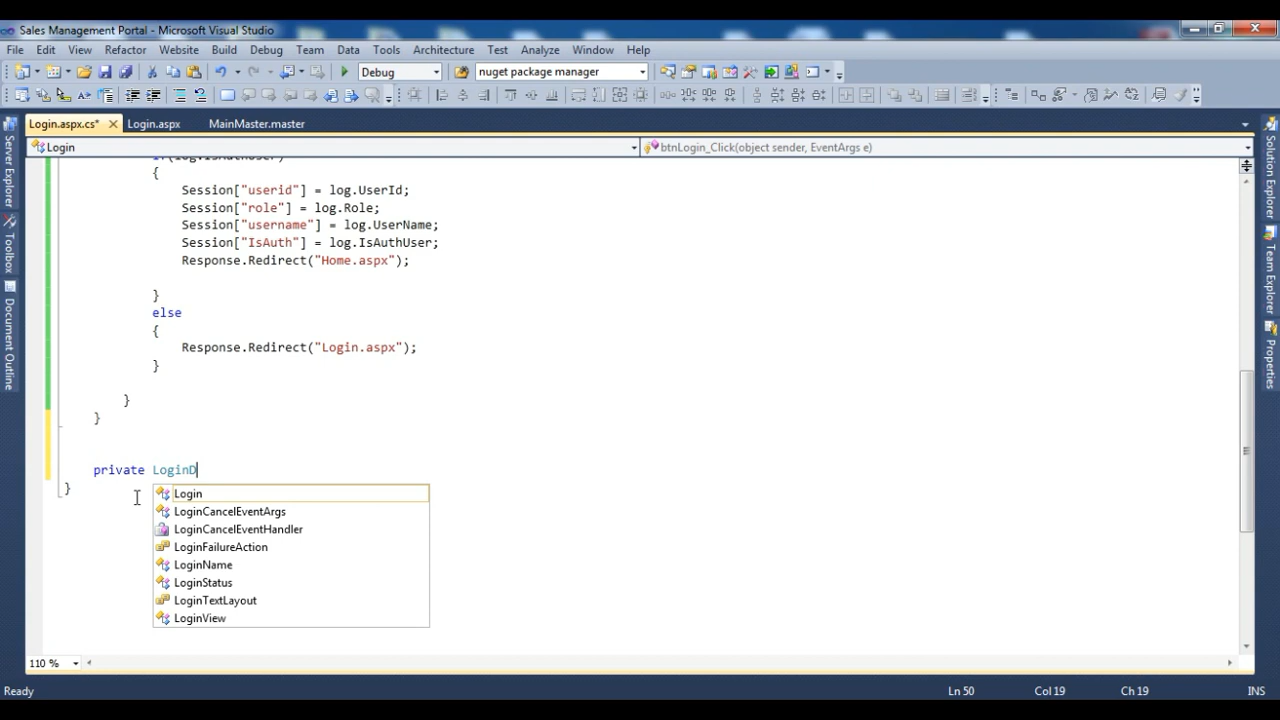 Sales Management Portal - Microsoft Visual Studio
File Edit View Refactor Website Build Debug Team Data Tools Architecture Test Analyze Window Help
Debug nuget package manager
Login.aspx.cs* Login.aspx MainMaster.master
Login btnLogin_Click(object sender, EventArgs e)
if(log.IsAuthUser)
{
Session["userid"] = log.UserId;
Session["role"] = log.Role;
Session["username"] = log.UserName;
Session["IsAuth"] = log.IsAuthUser;
Response.Redirect("Home.aspx");
}
else
{
Response.Redirect("Login.aspx");
}
}
}
private LoginD
}
Login
LoginCancelEventArgs
LoginCancelEventHandler
LoginFailureAction
LoginName
LoginStatus
LoginTextLayout
LoginView
Server Explorer
Toolbox
Document Outline
Solution Explorer
Team Explorer
Properties
110 %
Ready Ln 50 Col 19 Ch 19 INS